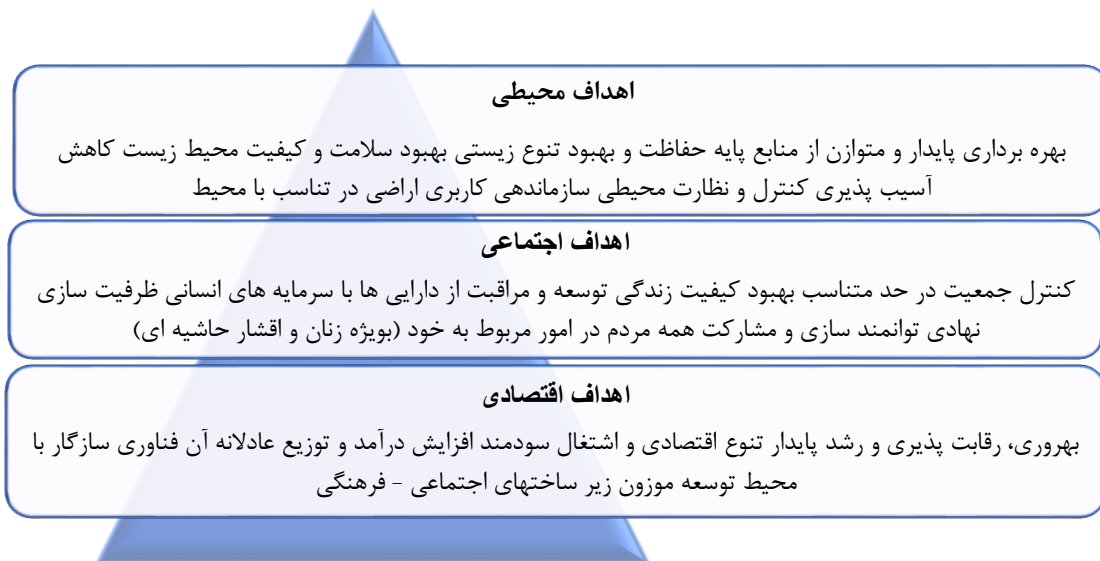 اهداف محیطی
بهره برداری پایدار و متوازن از منابع پایه حفاظت و بهبود تنوع زیستی بهبود سلامت و کیفیت محیط زیست کاهش
آسیب پذیری کنترل و نظارت محیطی سازماندهی کاربری اراضی در تناسب با محیط
اهداف اجتماعی
کنترل جمعیت در حد متناسب بهبود کیفیت زندگی توسعه و مراقبت از دارایی ها با سرمایه های انسانی ظرفیت سازی
نهادی توانمند سازی و مشارکت همه مردم در امور مربوط به خود (بویژه زنان و اقشار حاشیه ای)
اهداف اقتصادی
بهروری، رقابت پذیری و رشد پایدار تنوع اقتصادی و اشتغال سودمند افزایش درآمد و توزیع عادلانه آن فناوری سازگار با
محیط توسعه موزون زیر ساختهای اجتماعی - فرهنگی